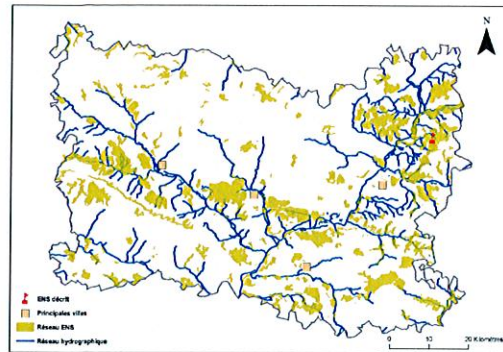 N
ENS décrit
Principales villes
Réseau ENS
Réseau hydrographique
0 10 20 Kilomètres